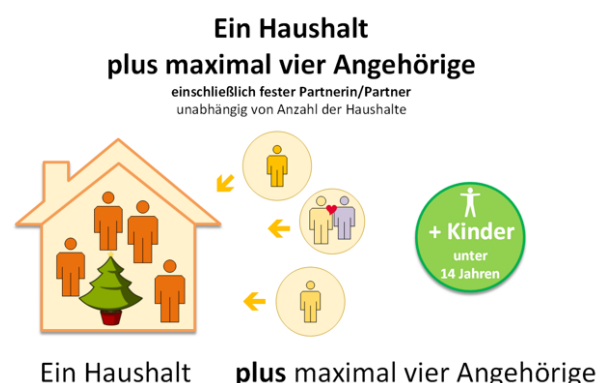 Ein Haushalt
plus maximal vier Angehörige
einschließlich fester Partnerin/Partner
unabhängig von Anzahl der Haushalte
+ Kinder
unter
14 Jahren
Ein Haushalt plus maximal vier Angehörige